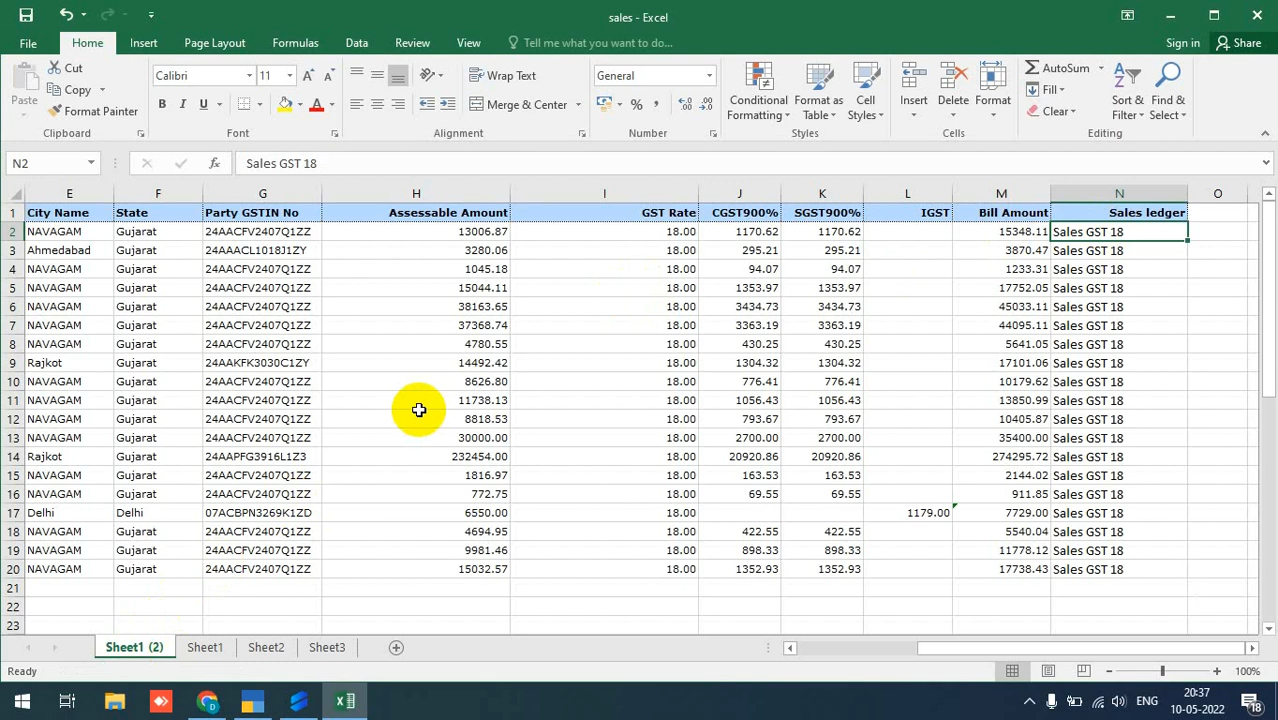 sales - Excel
File Home Insert Page Layout Formulas Data Review View Tell me what you want to do... Sign in Share
Cut
Copy
Format Painter
Paste
Calibri 11
B I U
A A A
Wrap Text
Merge & Center
General
% ,
Conditional Formatting
Format as Table
Cell Styles
Insert
Delete
Format
AutoSum
Fill
Clear
Sort & Filter
Find & Select
Clipboard Font Alignment Number Styles Cells Editing
N2 fx Sales GST 18
E F G H I J K L M N O
1 City Name State Party GSTIN No Assessable Amount GST Rate CGST900% SGST900% IGST Bill Amount Sales ledger
2 NAVAGAM Gujarat 24AACFV2407Q1ZZ 13006.87 18.00 1170.62 1170.62 15348.11 Sales GST 18
3 Ahmedabad Gujarat 24AAACL1018J1ZY 3280.06 18.00 295.21 295.21 3870.47 Sales GST 18
4 NAVAGAM Gujarat 24AACFV2407Q1ZZ 1045.18 18.00 94.07 94.07 1233.31 Sales GST 18
5 NAVAGAM Gujarat 24AACFV2407Q1ZZ 15044.11 18.00 1353.97 1353.97 17752.05 Sales GST 18
6 NAVAGAM Gujarat 24AACFV2407Q1ZZ 38163.65 18.00 3434.73 3434.73 45033.11 Sales GST 18
7 NAVAGAM Gujarat 24AACFV2407Q1ZZ 37368.74 18.00 3363.19 3363.19 44095.11 Sales GST 18
8 NAVAGAM Gujarat 24AACFV2407Q1ZZ 4780.55 18.00 430.25 430.25 5641.05 Sales GST 18
9 Rajkot Gujarat 24AAKFK3030C1ZY 14492.42 18.00 1304.32 1304.32 17101.06 Sales GST 18
10 NAVAGAM Gujarat 24AACFV2407Q1ZZ 8626.80 18.00 776.41 776.41 10179.62 Sales GST 18
11 NAVAGAM Gujarat 24AACFV2407Q1ZZ 11738.13 18.00 1056.43 1056.43 13850.99 Sales GST 18
12 NAVAGAM Gujarat 24AACFV2407Q1ZZ 8818.53 18.00 793.67 793.67 10405.87 Sales GST 18
13 NAVAGAM Gujarat 24AACFV2407Q1ZZ 30000.00 18.00 2700.00 2700.00 35400.00 Sales GST 18
14 Rajkot Gujarat 24AAPFG3916L1Z3 232454.00 18.00 20920.86 20920.86 274295.72 Sales GST 18
15 NAVAGAM Gujarat 24AACFV2407Q1ZZ 1816.97 18.00 163.53 163.53 2144.02 Sales GST 18
16 NAVAGAM Gujarat 24AACFV2407Q1ZZ 772.75 18.00 69.55 69.55 911.85 Sales GST 18
17 Delhi Delhi 07ACBPN3269K1ZD 6550.00 18.00 1179.00 7729.00 Sales GST 18
18 NAVAGAM Gujarat 24AACFV2407Q1ZZ 4694.95 18.00 422.55 422.55 5540.04 Sales GST 18
19 NAVAGAM Gujarat 24AACFV2407Q1ZZ 9981.46 18.00 898.33 898.33 11778.12 Sales GST 18
20 NAVAGAM Gujarat 24AACFV2407Q1ZZ 15032.57 18.00 1352.93 1352.93 17738.43 Sales GST 18
21
22
23
Sheet1 (2) Sheet1 Sheet2 Sheet3
Ready 100%
ENG 20:37
10-05-2022
18